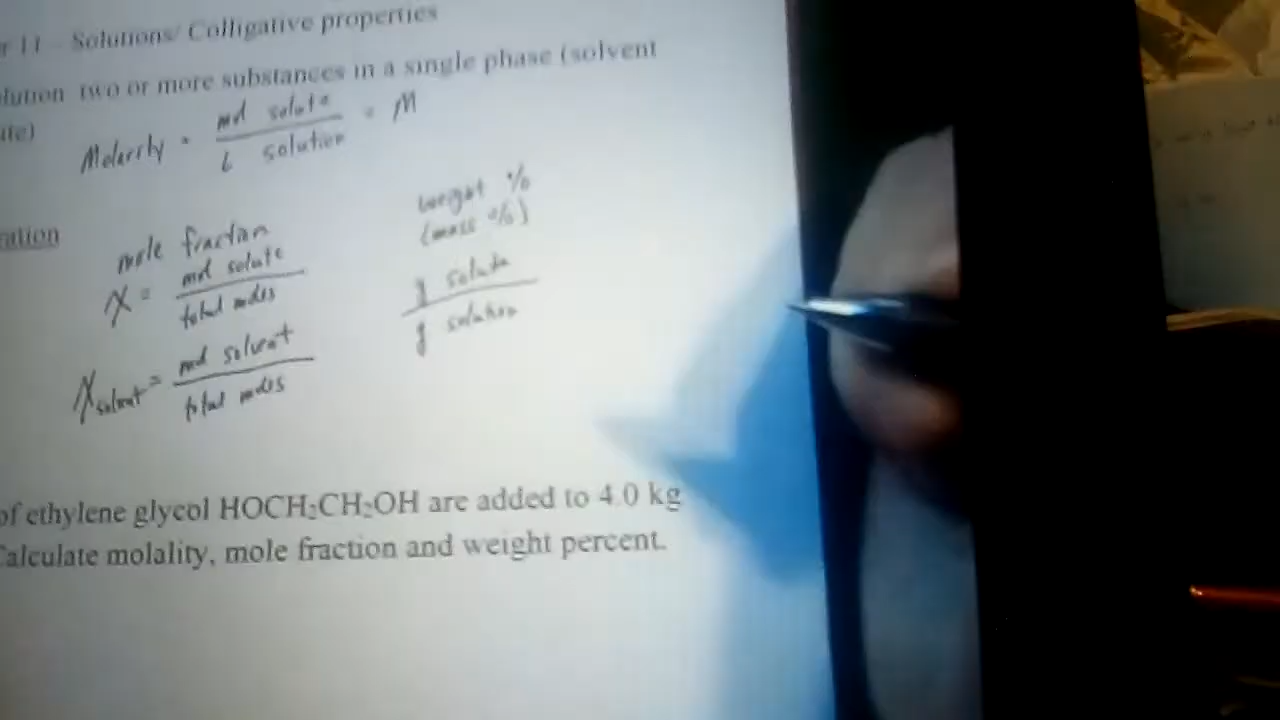 11 Solutions/ Colligative properties
two or more substances in a single phase (solvent
Molarity = mol solute / L solution = M
mole fraction
X = mol solute / total moles
Xsolvent = mol solvent / total moles
weight %
(mass %)
g solute / g solution
of ethylene glycol HOCH₂CH₂OH are added to 4.0 kg
Calculate molality, mole fraction and weight percent.